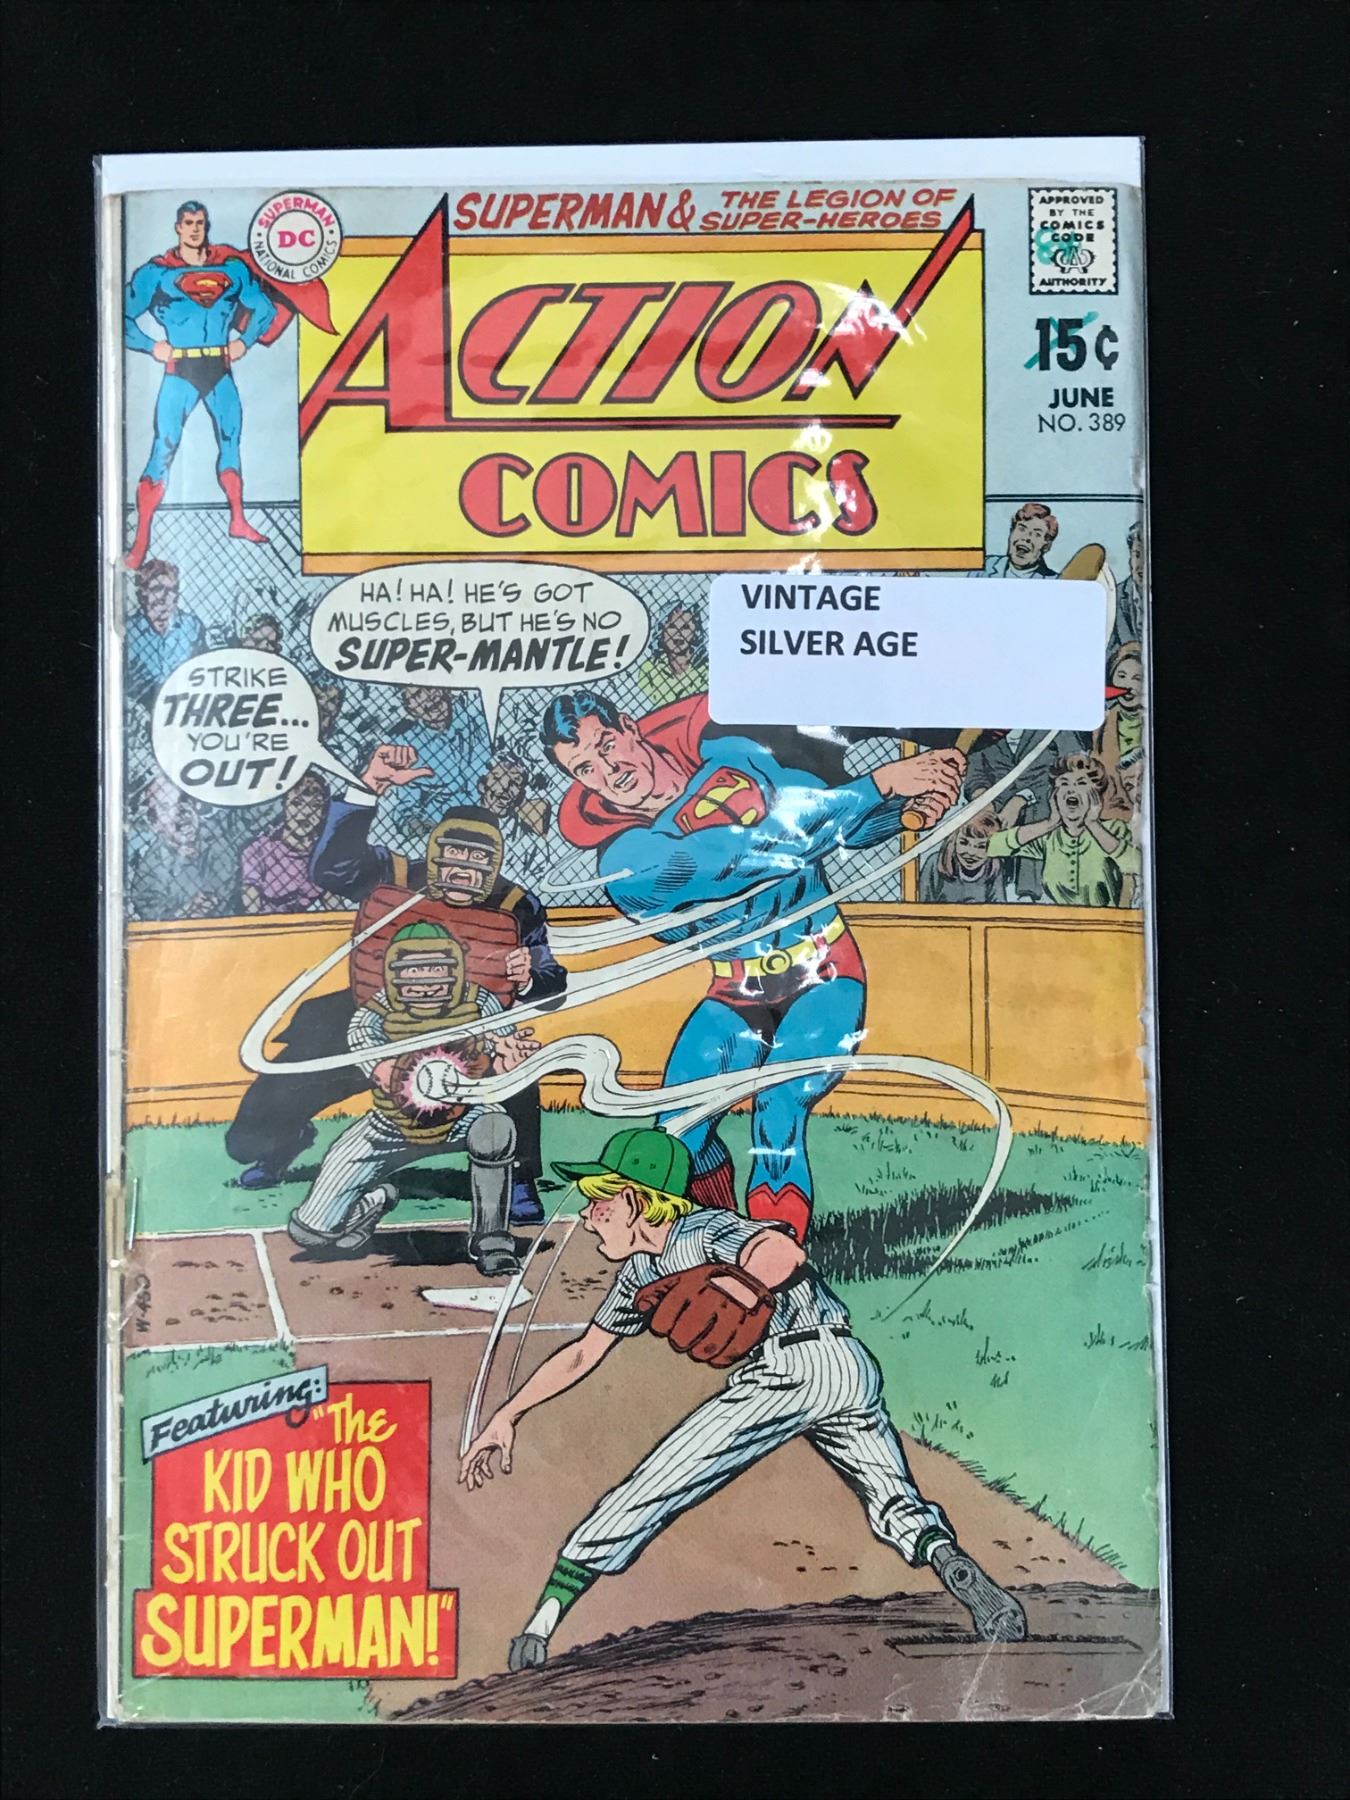 SUPERMAN & THE LEGION OF
SUPER-HEROES
SUPERMAN
DC
NATIONAL COMICS
ACTION
COMICS
APPROVED
BY THE
COMICS
CODE
AUTHORITY
15¢
JUNE
NO. 389
VINTAGE
SILVER AGE
HA! HA! HE'S GOT
MUSCLES, BUT HE'S NO
SUPER-MANTLE!
STRIKE
THREE...
YOU'RE
OUT!
Featuring:
"The
KID WHO
STRUCK OUT
SUPERMAN!"